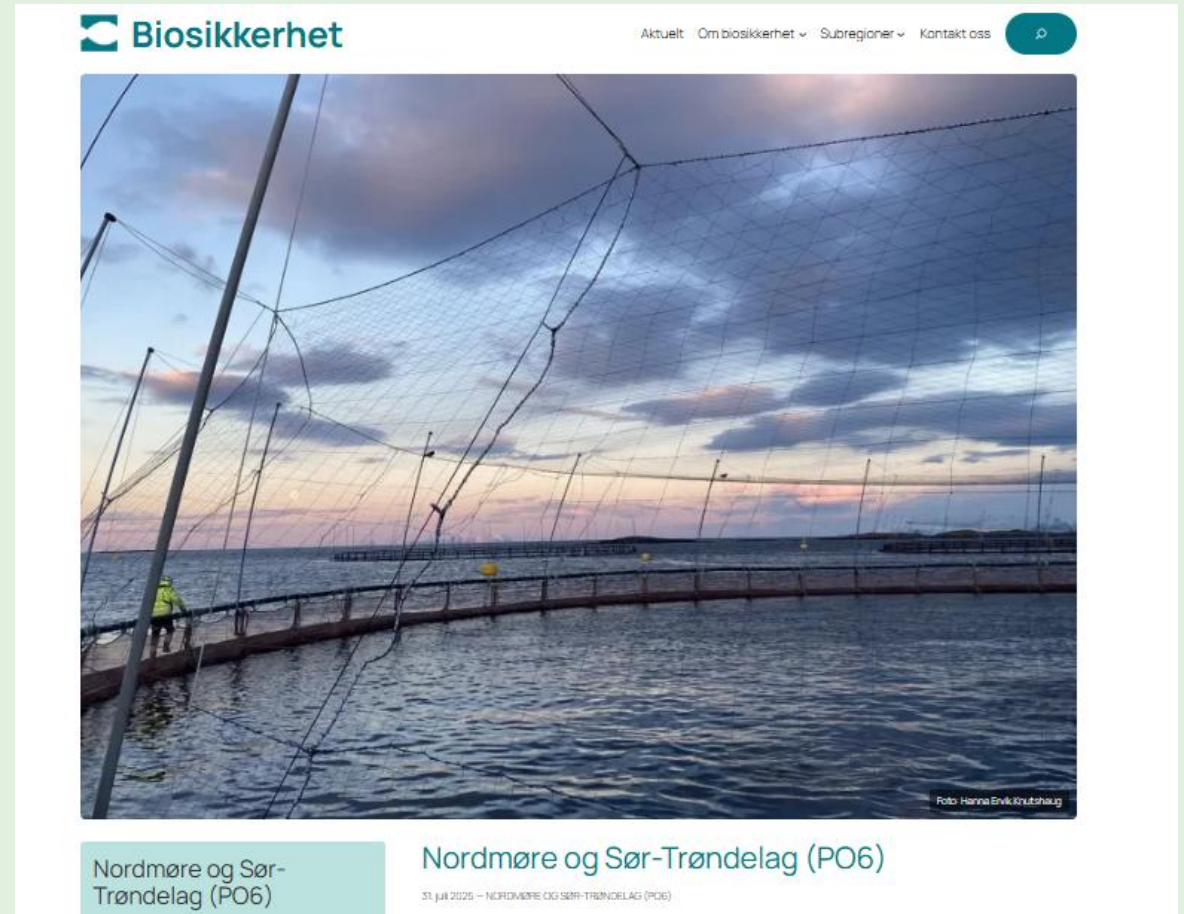 Biosikkerhet
Aktuelt Om biosikkerhet Subregioner Kontakt oss
Foto: Hanna Ervik Knutshaug
Nordmøre og Sør-
Trøndelag (PO6)
Nordmøre og Sør-Trøndelag (PO6)
31. juli 2025 — NORDMØRE OG SØR-TRØNDELAG (PO6)